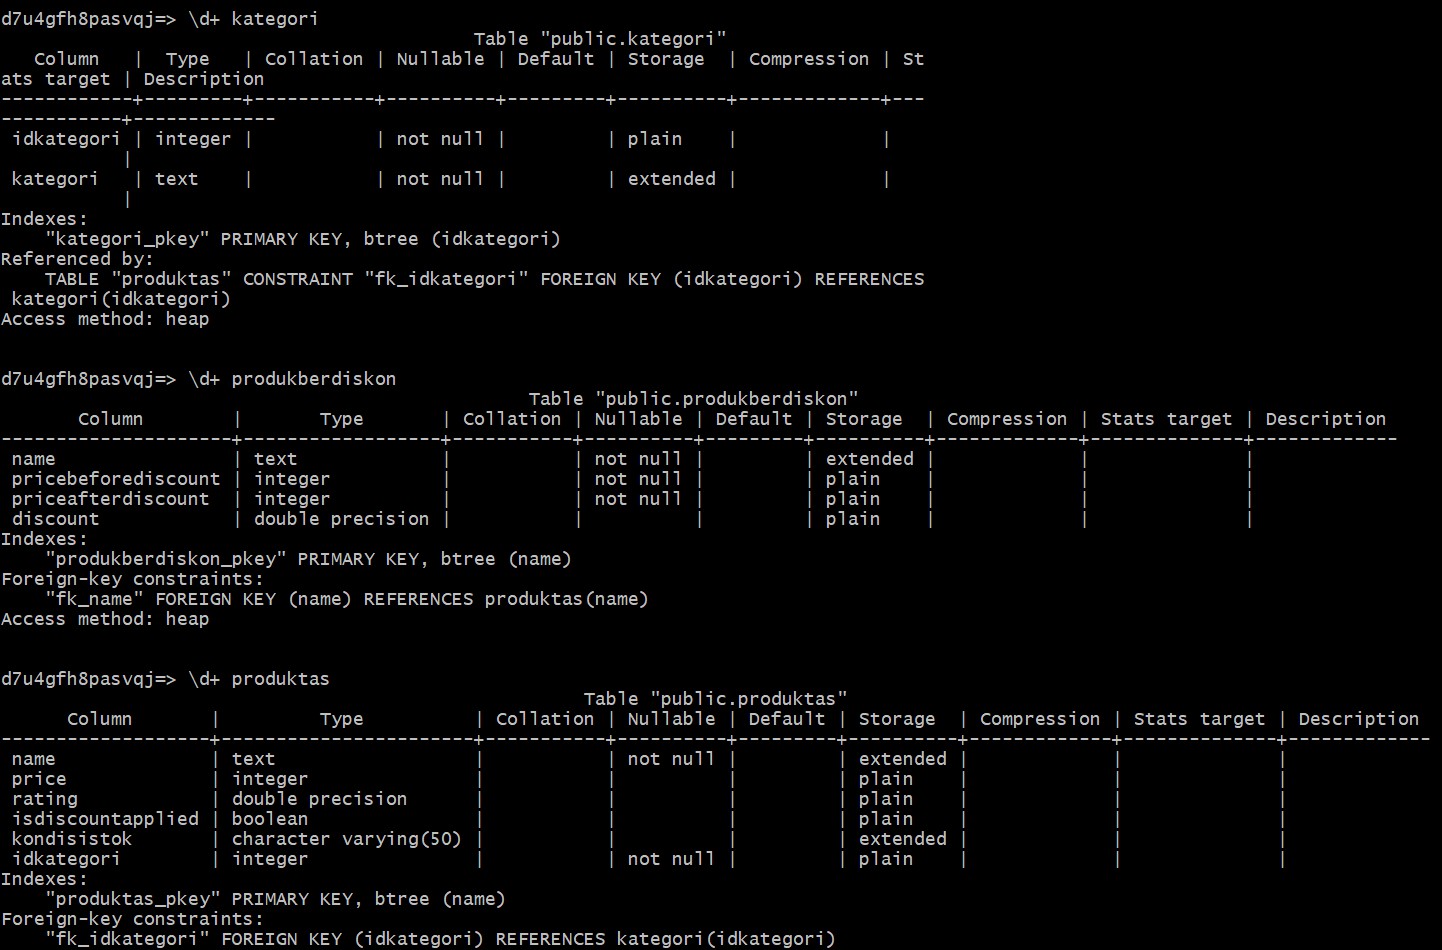 d7u4gfh8pasvqj=> \d+ kategori
                                           Table "public.kategori"
   Column   |  Type   | Collation | Nullable | Default | Storage  | Compression | St
ats target | Description
------------+---------+-----------+----------+---------+----------+-------------+---
-----------+-------------
 idkategori | integer |           | not null |         | plain    |             |
           |
 kategori   | text    |           | not null |         | extended |             |
           |
Indexes:
    "kategori_pkey" PRIMARY KEY, btree (idkategori)
Referenced by:
    TABLE "produktas" CONSTRAINT "fk_idkategori" FOREIGN KEY (idkategori) REFERENCES
 kategori(idkategori)
Access method: heap
d7u4gfh8pasvqj=> \d+ produkberdiskon
                                                Table "public.produkberdiskon"
       Column        |       Type       | Collation | Nullable | Default | Storage  | Compression | Stats target | Description
---------------------+------------------+-----------+----------+---------+----------+-------------+--------------+-------------
 name                | text             |           | not null |         | extended |             |              |
 pricebeforediscount | integer          |           | not null |         | plain    |             |              |
 priceafterdiscount  | integer          |           | not null |         | plain    |             |              |
 discount            | double precision |           |          |         | plain    |             |              |
Indexes:
    "produkberdiskon_pkey" PRIMARY KEY, btree (name)
Foreign-key constraints:
    "fk_name" FOREIGN KEY (name) REFERENCES produktas(name)
Access method: heap
d7u4gfh8pasvqj=> \d+ produktas
                                                     Table "public.produktas"
      Column       |         Type          | Collation | Nullable | Default | Storage  | Compression | Stats target | Description
-------------------+-----------------------+-----------+----------+---------+----------+-------------+--------------+-------------
 name              | text                  |           | not null |         | extended |             |              |
 price             | integer               |           |          |         | plain    |             |              |
 rating            | double precision      |           |          |         | plain    |             |              |
 isdiscountapplied | boolean               |           |          |         | plain    |             |              |
 kondisistok       | character varying(50) |           |          |         | extended |             |              |
 idkategori        | integer               |           | not null |         | plain    |             |              |
Indexes:
    "produktas_pkey" PRIMARY KEY, btree (name)
Foreign-key constraints:
    "fk_idkategori" FOREIGN KEY (idkategori) REFERENCES kategori(idkategori)